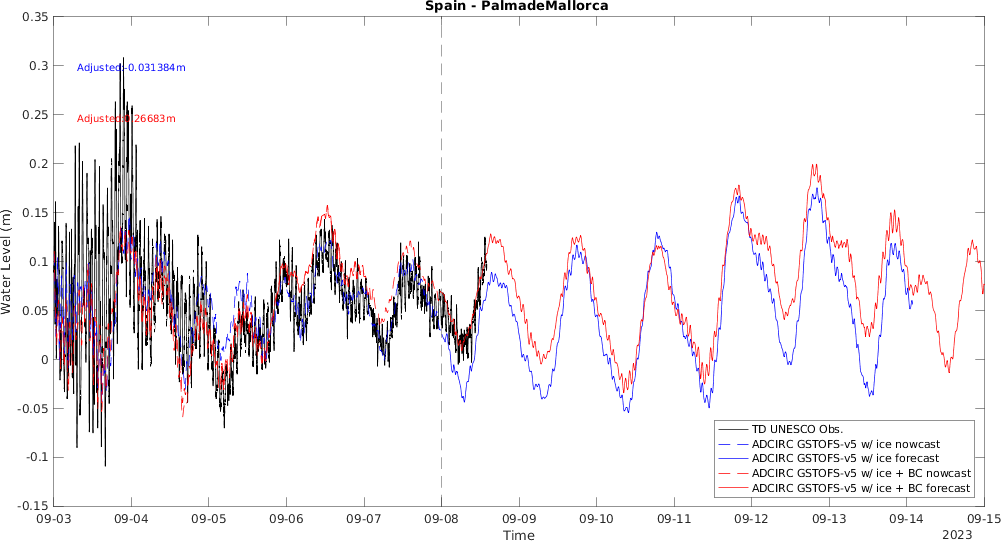 Spain - PalmadeMallorca
0.35
0.3
0.25
0.2
0.15
0.1
0.05
0
-0.05
-0.1
-0.15
Water Level (m)
Adjusted:-0.031384m
Adjusted:0.26683m
TD UNESCO Obs.
ADCIRC GSTOFS-v5 w/ ice nowcast
ADCIRC GSTOFS-v5 w/ ice forecast
ADCIRC GSTOFS-v5 w/ ice + BC nowcast
ADCIRC GSTOFS-v5 w/ ice + BC forecast
09-03 09-04 09-05 09-06 09-07 09-08 09-09 09-10 09-11 09-12 09-13 09-14 09-15
Time
2023